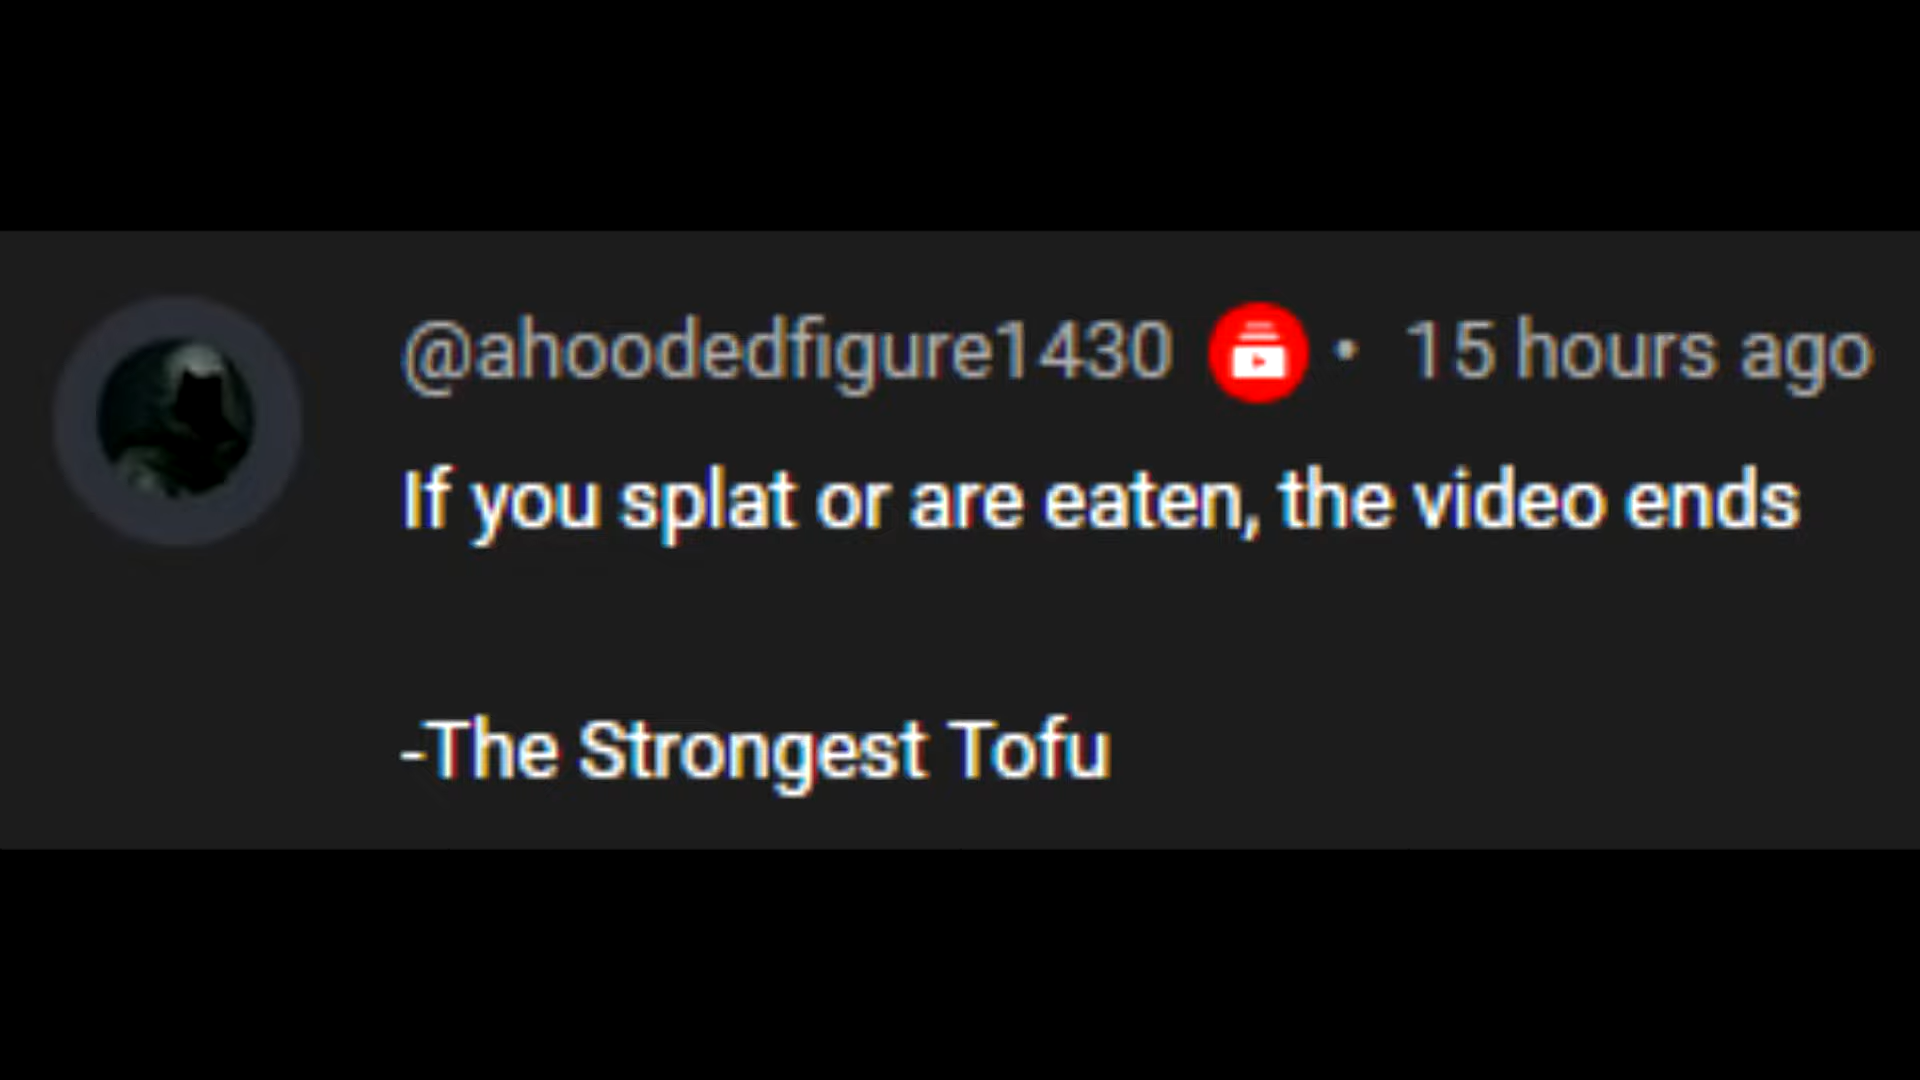 @ahoodedfigure1430 • 15 hours ago
If you splat or are eaten, the video ends
-The Strongest Tofu